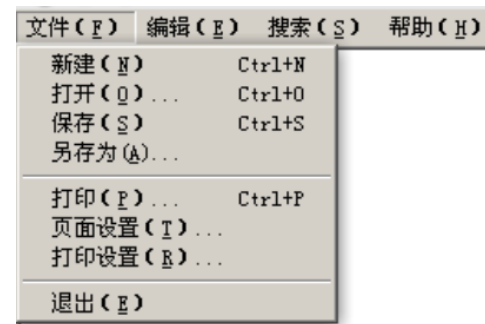 文件(F) 编辑(E) 搜索(S) 帮助(H)
新建(N) Ctrl+N
打开(O)... Ctrl+O
保存(S) Ctrl+S
另存为(A)...
打印(P)... Ctrl+P
页面设置(T)...
打印设置(R)...
退出(E)